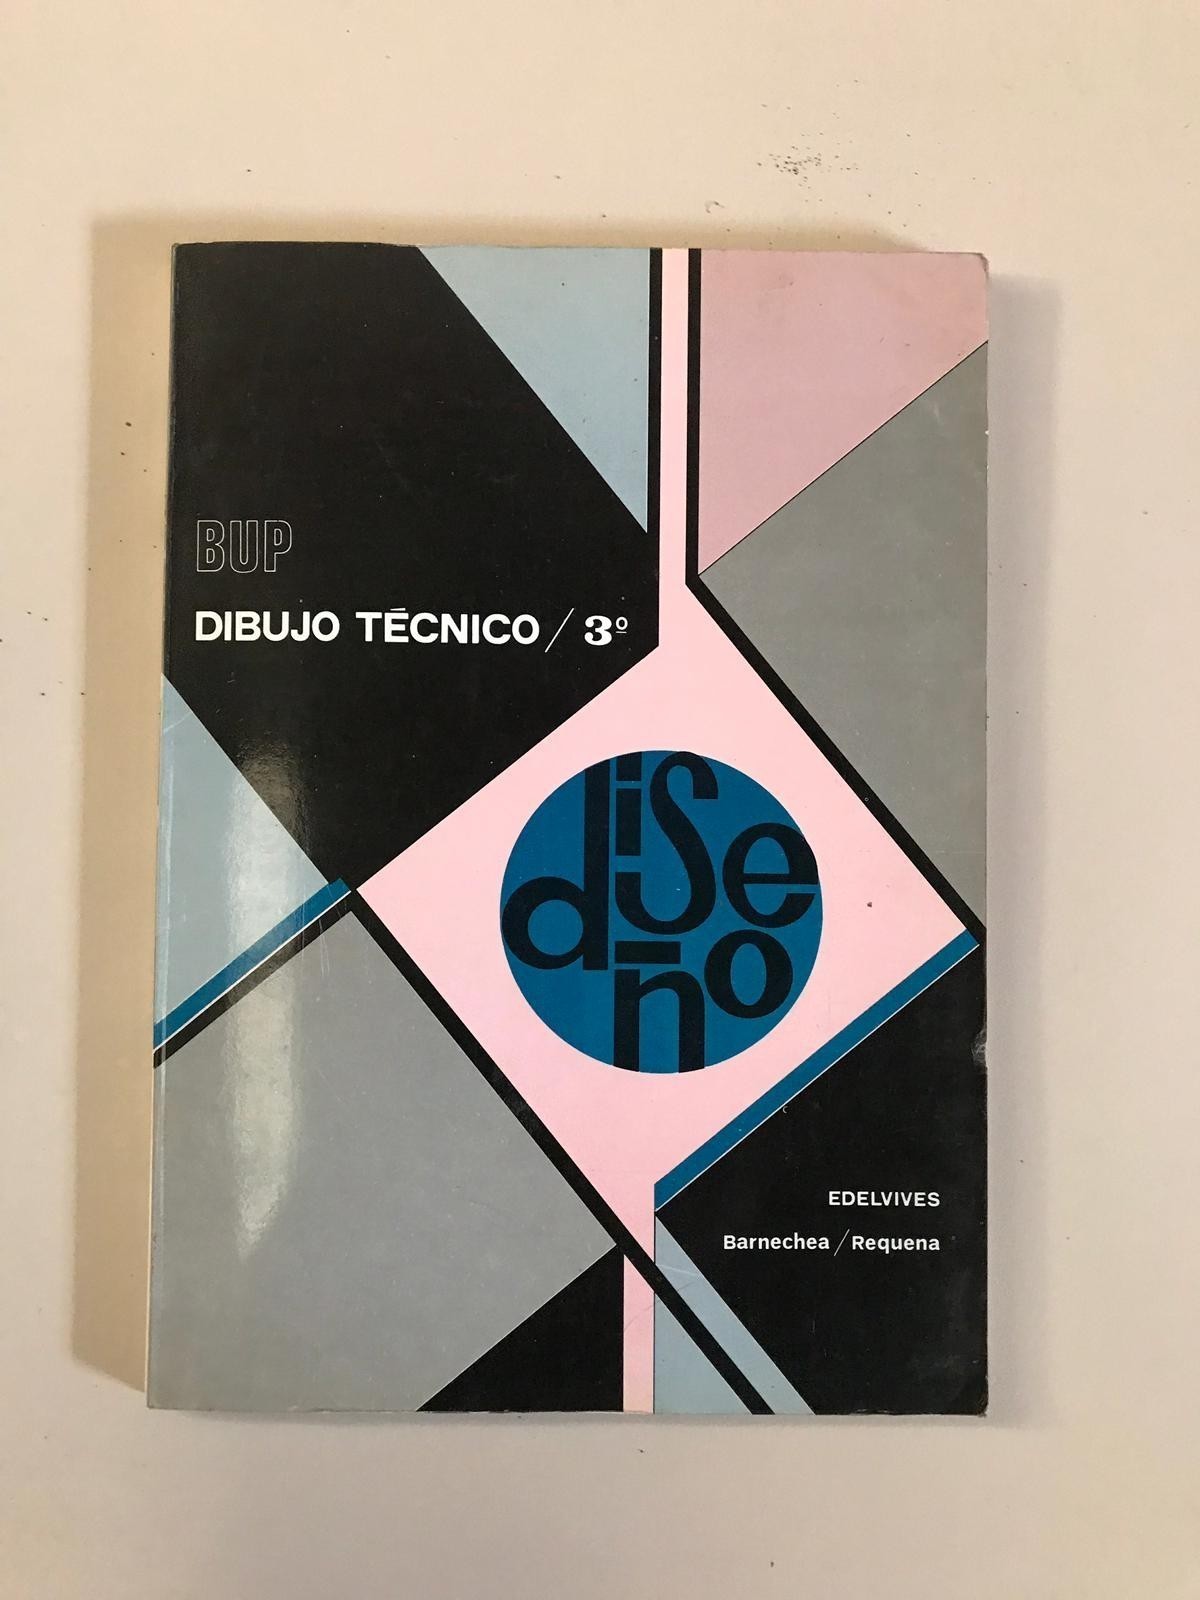 BUP
DIBUJO TÉCNICO / 3º
diseño
EDELVIVES
Barnechea / Requena